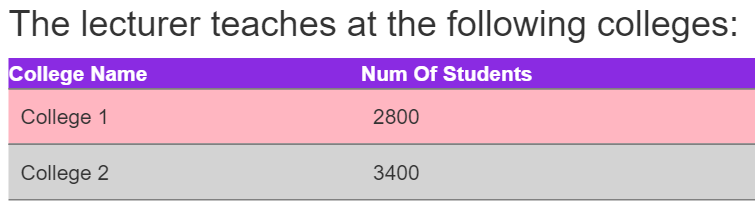 The lecturer teaches at the following colleges:
College Name Num Of Students
College 1 2800
College 2 3400